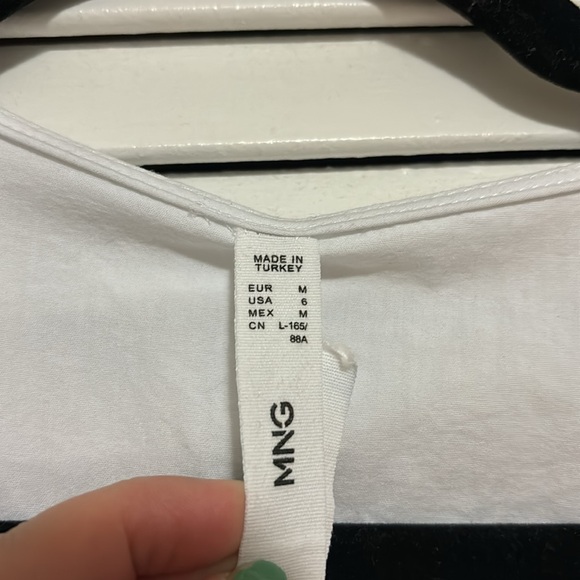 MADE IN
TURKEY
EUR M
USA 6
MEX M
CN L-165/
88A
MNG